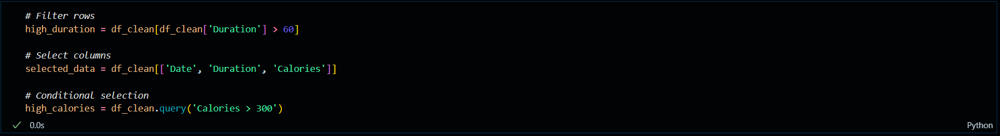 # Filter rows
high_duration = df_clean[df_clean['Duration'] > 60]
# Select columns
selected_data = df_clean[['Date', 'Duration', 'Calories']]
# Conditional selection
high_calories = df_clean.query('Calories > 300')
0.0s
Python